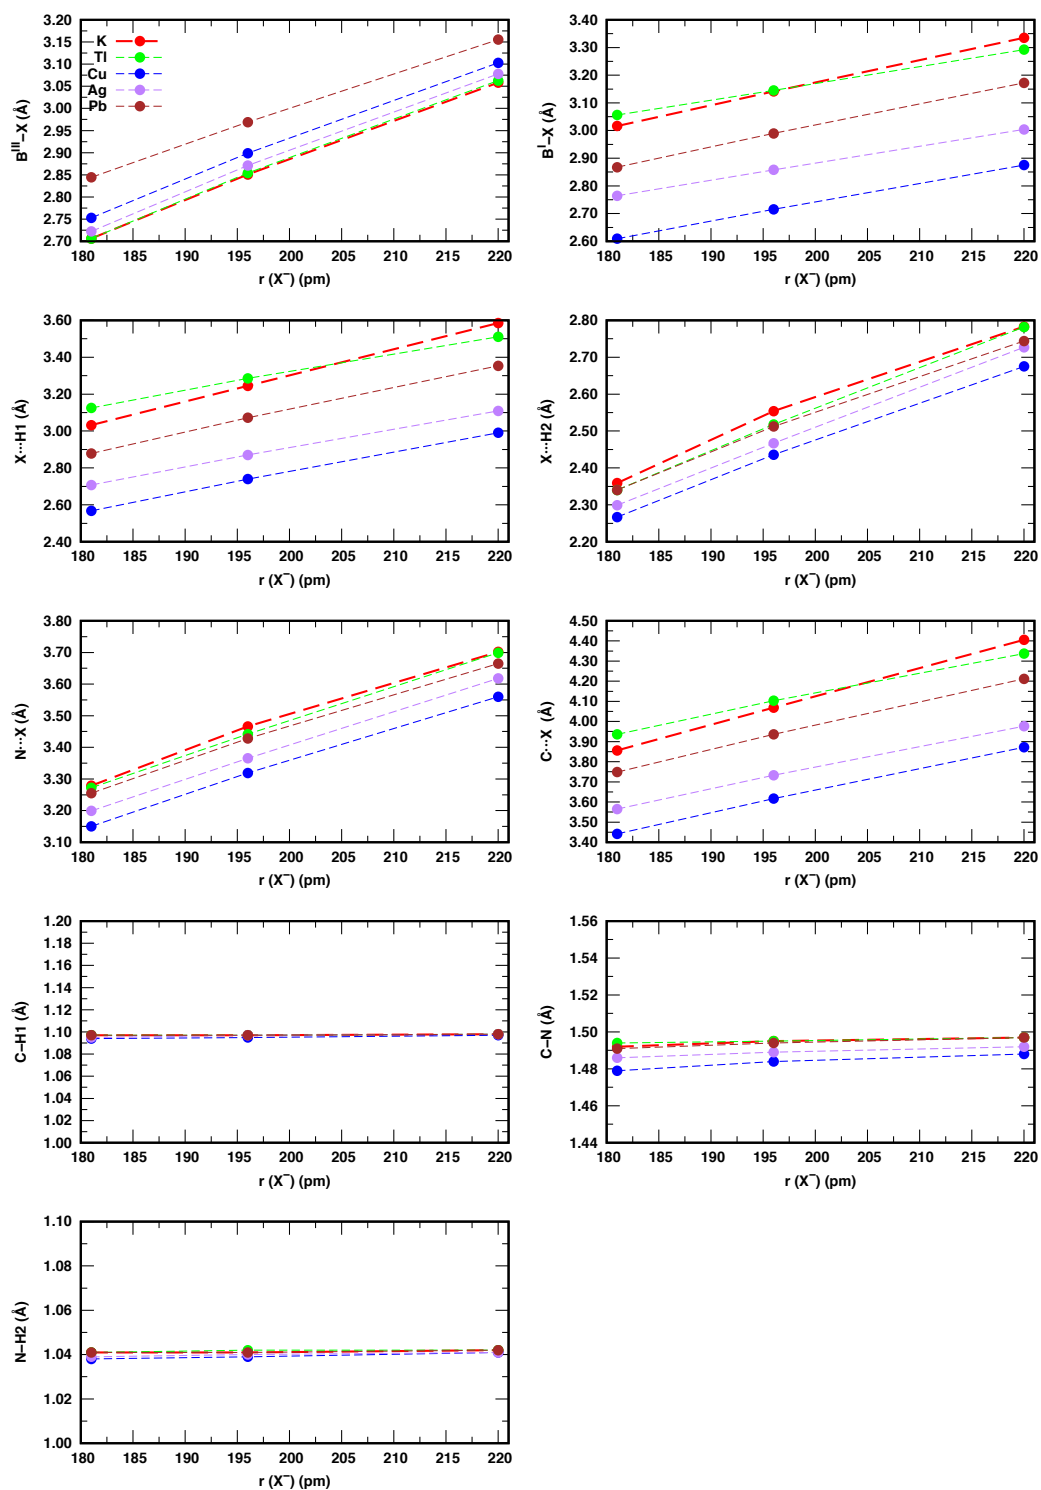 3.20
3.15
3.10
3.05
3.00
2.95
2.90
2.85
2.80
2.75
2.70
B^III–X (Å)
K
Tl
Cu
Ag
Pb
180 185 190 195 200 205 210 215 220
r (X⁻) (pm)
3.40
3.30
3.20
3.10
3.00
2.90
2.80
2.70
2.60
B^I–X (Å)
180 185 190 195 200 205 210 215 220
r (X⁻) (pm)
3.60
3.40
3.20
3.00
2.80
2.60
2.40
X···H1 (Å)
180 185 190 195 200 205 210 215 220
r (X⁻) (pm)
2.80
2.70
2.60
2.50
2.40
2.30
2.20
X···H2 (Å)
180 185 190 195 200 205 210 215 220
r (X⁻) (pm)
3.80
3.70
3.60
3.50
3.40
3.30
3.20
3.10
N···X (Å)
180 185 190 195 200 205 210 215 220
r (X⁻) (pm)
4.50
4.40
4.30
4.20
4.10
4.00
3.90
3.80
3.70
3.60
3.50
3.40
C···X (Å)
180 185 190 195 200 205 210 215 220
r (X⁻) (pm)
1.20
1.18
1.16
1.14
1.12
1.10
1.08
1.06
1.04
1.02
1.00
C–H1 (Å)
180 185 190 195 200 205 210 215 220
r (X⁻) (pm)
1.56
1.54
1.52
1.50
1.48
1.46
1.44
C–N (Å)
180 185 190 195 200 205 210 215 220
r (X⁻) (pm)
1.10
1.08
1.06
1.04
1.02
1.00
N–H2 (Å)
180 185 190 195 200 205 210 215 220
r (X⁻) (pm)